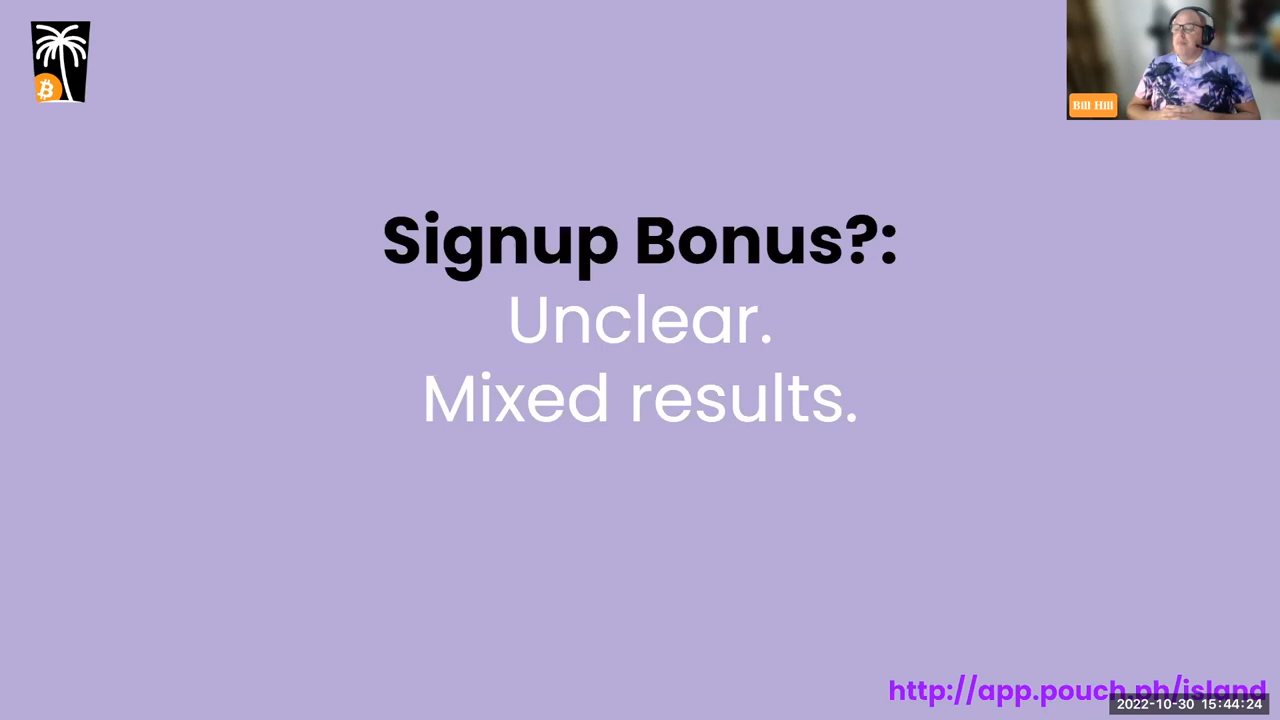 Bill Hill
Signup Bonus?:
Unclear.
Mixed results.
http://app.pouch.ph/island
2022-10-30 15:44:24